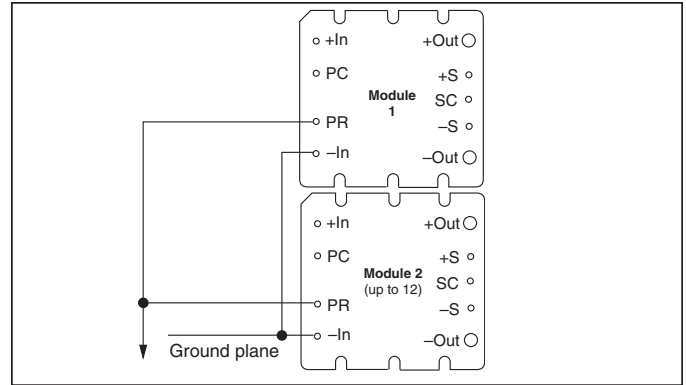 +In
+Out
PC
+S
Module
1
SC
PR
–S
–In
–Out
+In
+Out
PC
+S
Module 2
(up to 12)
SC
PR
–S
–In
–Out
Ground plane